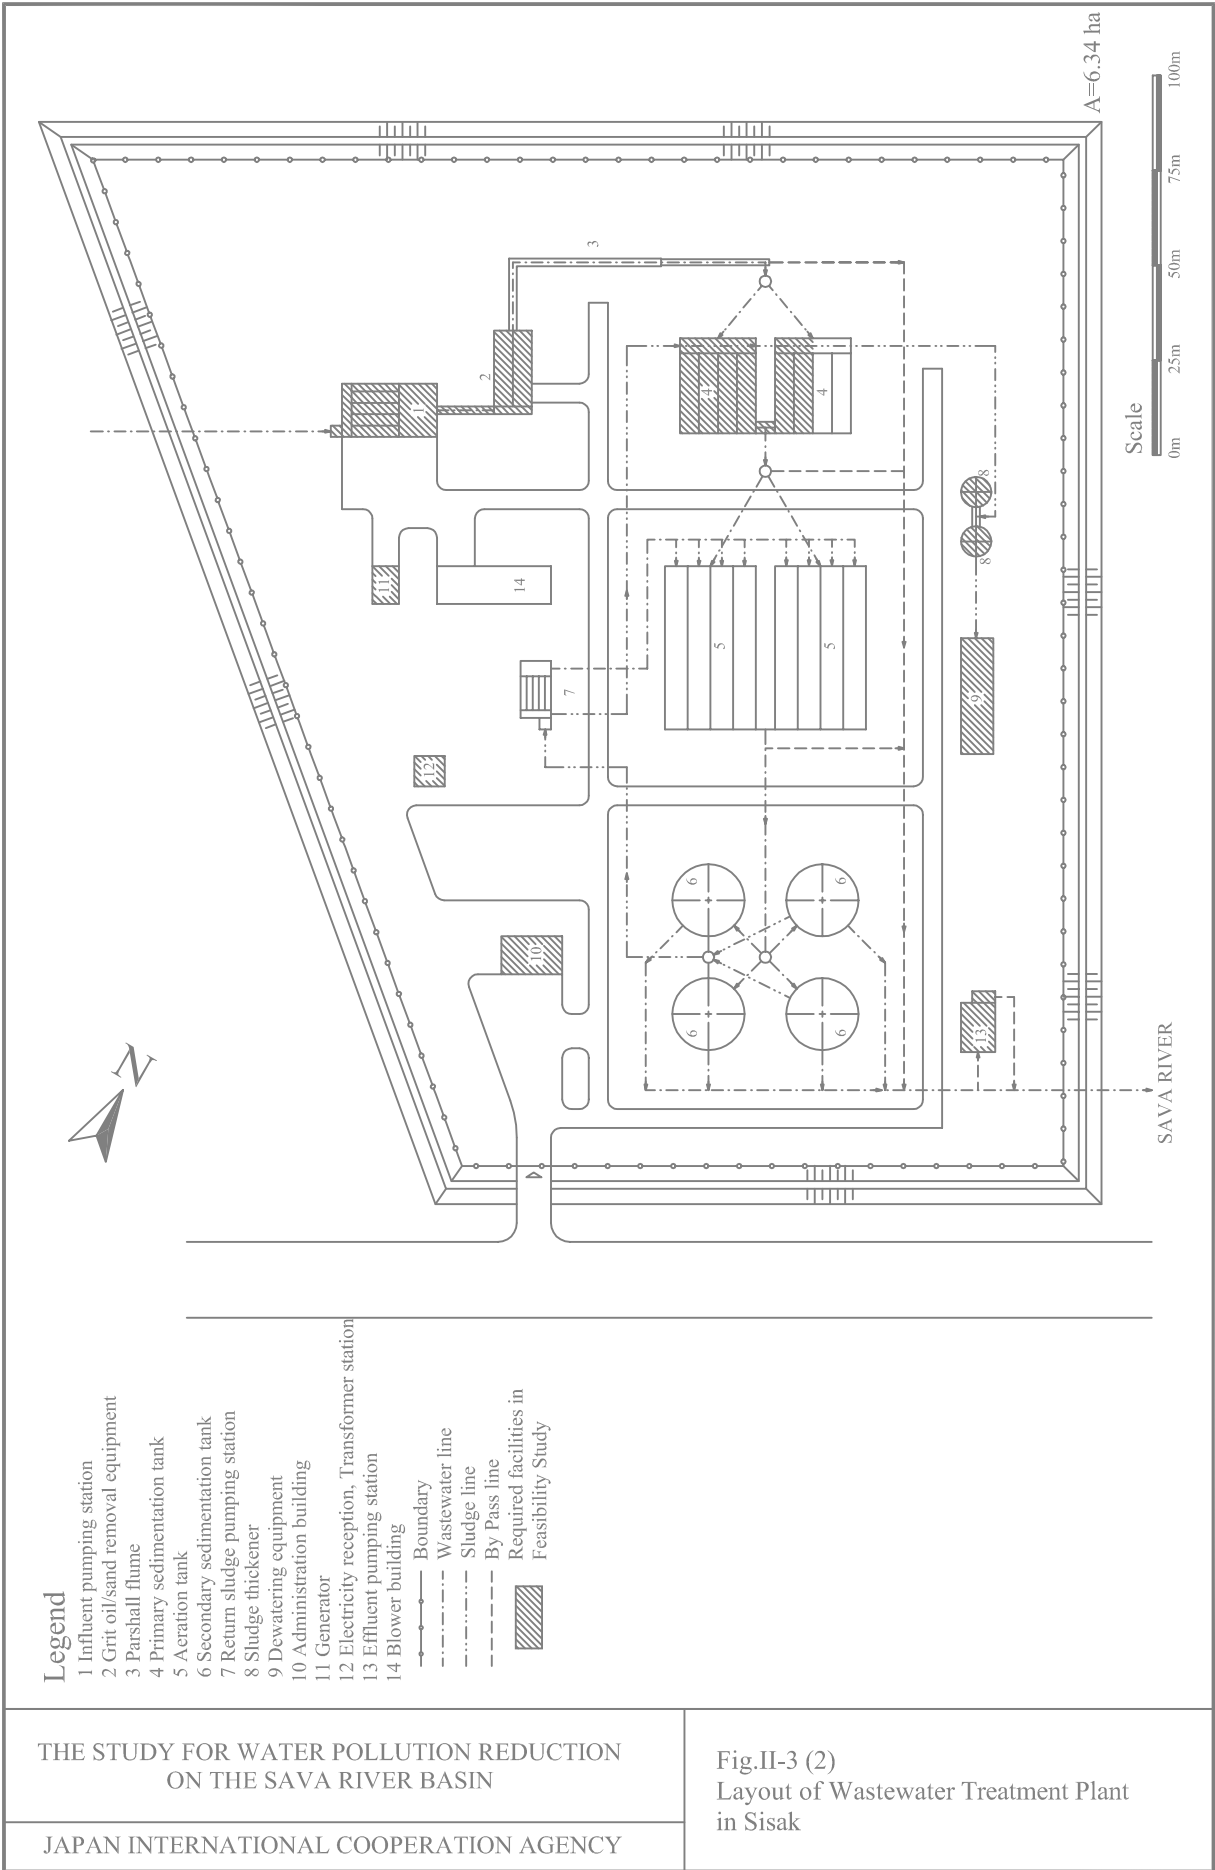 A=6.34 ha
Scale
0m
25m
50m
75m
100m
1
2
3
4
4
5
5
6
6
6
6
7
8
8
9
10
11
12
13
14
N
SAVA RIVER
Legend
1 Influent pumping station
2 Grit oil/sand removal equipment
3 Parshall flume
4 Primary sedimentation tank
5 Aeration tank
6 Secondary sedimentation tank
7 Return sludge pumping station
8 Sludge thickener
9 Dewatering equipment
10 Administration building
11 Generator
12 Electricity reception, Transformer station
13 Effluent pumping station
14 Blower building
Boundary
Wastewater line
Sludge line
By Pass line
Required facilities in
Feasibility Study
THE STUDY FOR WATER POLLUTION REDUCTION
ON THE SAVA RIVER BASIN
JAPAN INTERNATIONAL COOPERATION AGENCY
Fig.II-3 (2)
Layout of Wastewater Treatment Plant
in Sisak